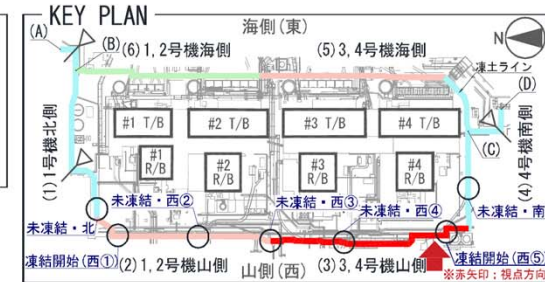 KEY PLAN
海側(東)
N
(A)
(B)
(6)1,2号機海側
(5)3,4号機海側
凍土ライン
(D)
#1 T/B
#2 T/B
#3 T/B
#4 T/B
(1)1号機北側
#1
R/B
#2
R/B
#3
R/B
#4
R/B
(C)
(4)4号機南側
未凍結・北
未凍結・西②
未凍結・西③
未凍結・西④
未凍結・南
凍結開始(西①)
(2)1,2号機山側
山側(西)
(3)3,4号機山側
凍結開始(西⑤)
※赤矢印：視点方向